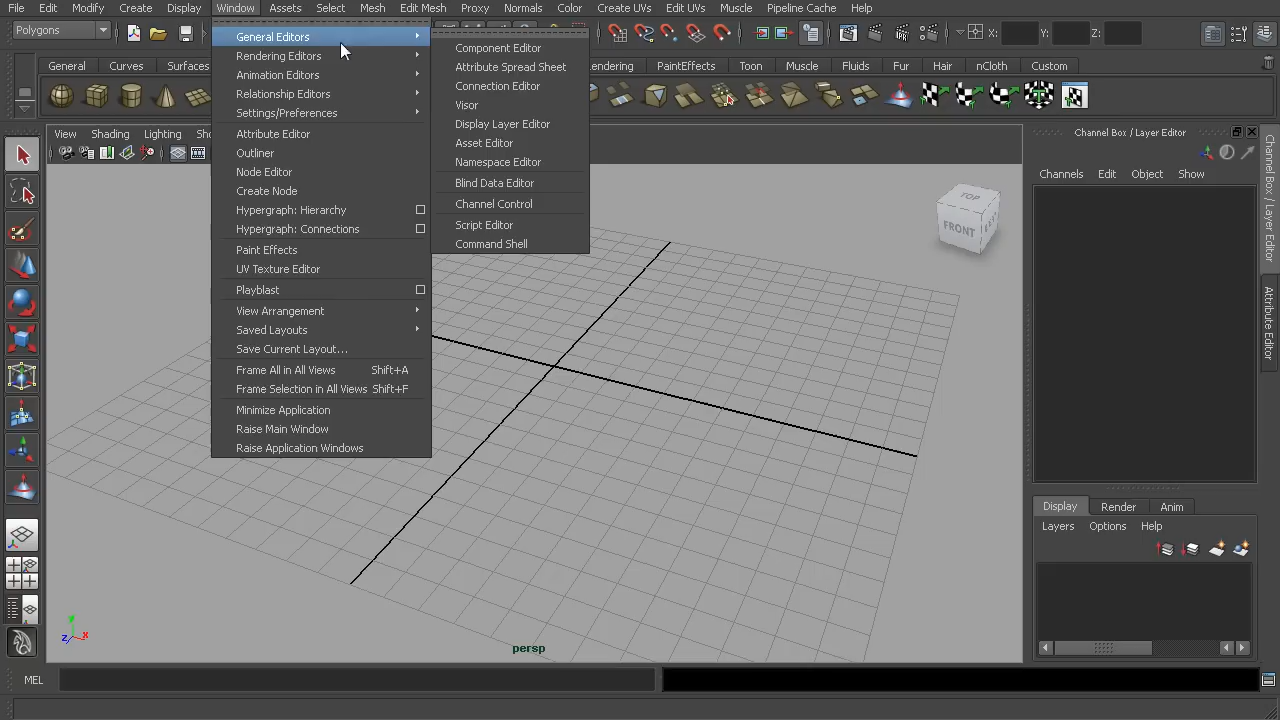 File Edit Modify Create Display Window Assets Select Mesh Edit Mesh Proxy Normals Color Create UVs Edit UVs Muscle Pipeline Cache Help
Polygons
X: Y: Z:
General Curves Surfaces
endering PaintEffects Toon Muscle Fluids Fur Hair Cloth Custom
General Editors
Rendering Editors
Animation Editors
Relationship Editors
Settings/Preferences
Attribute Editor
Outliner
Node Editor
Create Node
Hypergraph: Hierarchy
Hypergraph: Connections
Paint Effects
UV Texture Editor
Playblast
View Arrangement
Saved Layouts
Save Current Layout...
Frame All in All Views Shift+A
Frame Selection in All Views Shift+F
Minimize Application
Raise Main Window
Raise Application Windows
Component Editor
Attribute Spread Sheet
Connection Editor
Visor
Display Layer Editor
Asset Editor
Namespace Editor
Blind Data Editor
Channel Control
Script Editor
Command Shell
View Shading Lighting Sho
TOP
FRONT
y
z x
persp
Channel Box / Layer Editor
Channels Edit Object Show
Display Render Anim
Layers Options Help
Channel Box / Layer Editor
Attribute Editor
MEL